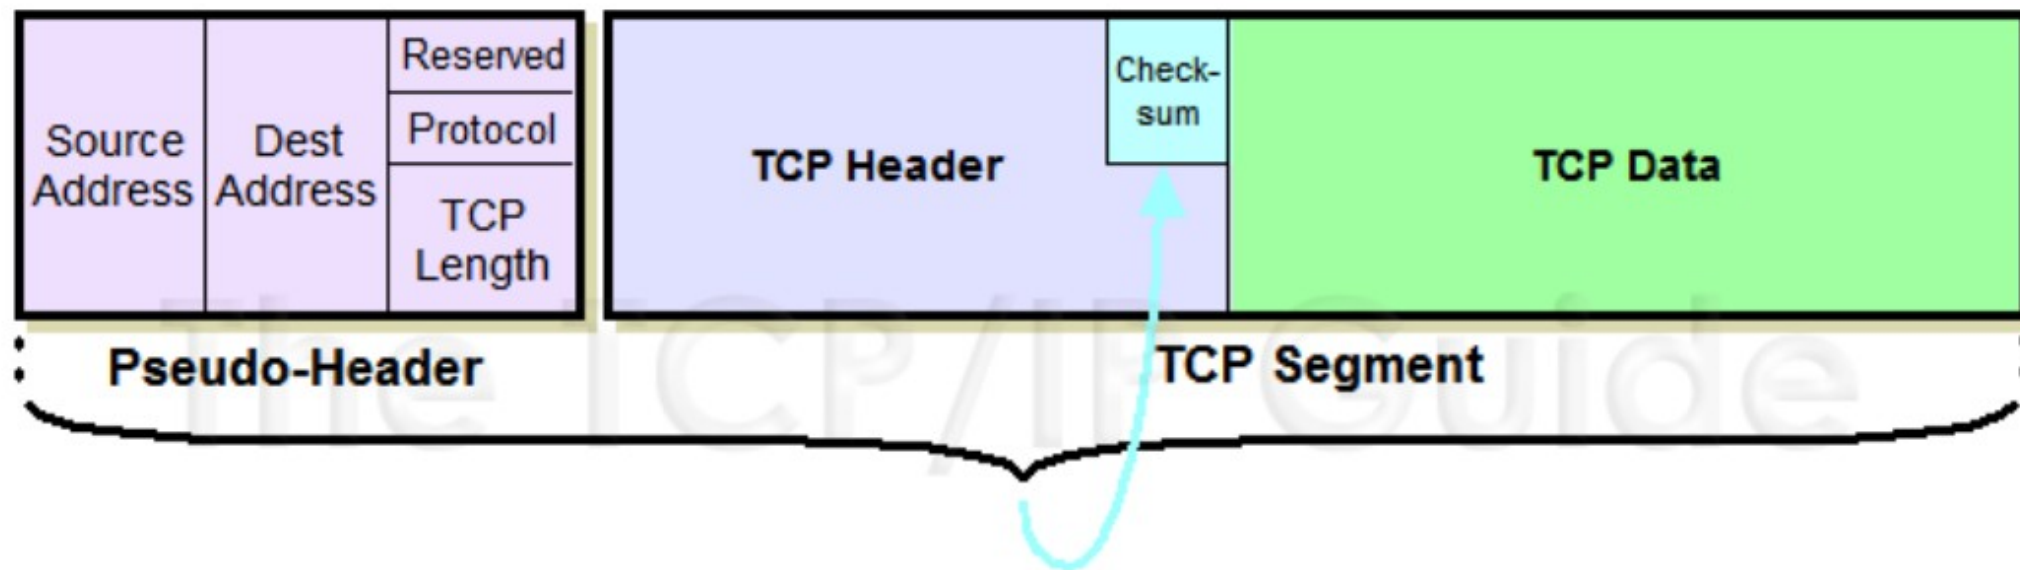 Source
Address
Dest
Address
Reserved
Protocol
TCP
Length
TCP Header
Check-
sum
TCP Data
Pseudo-Header
TCP Segment
The TCP/IP Guide